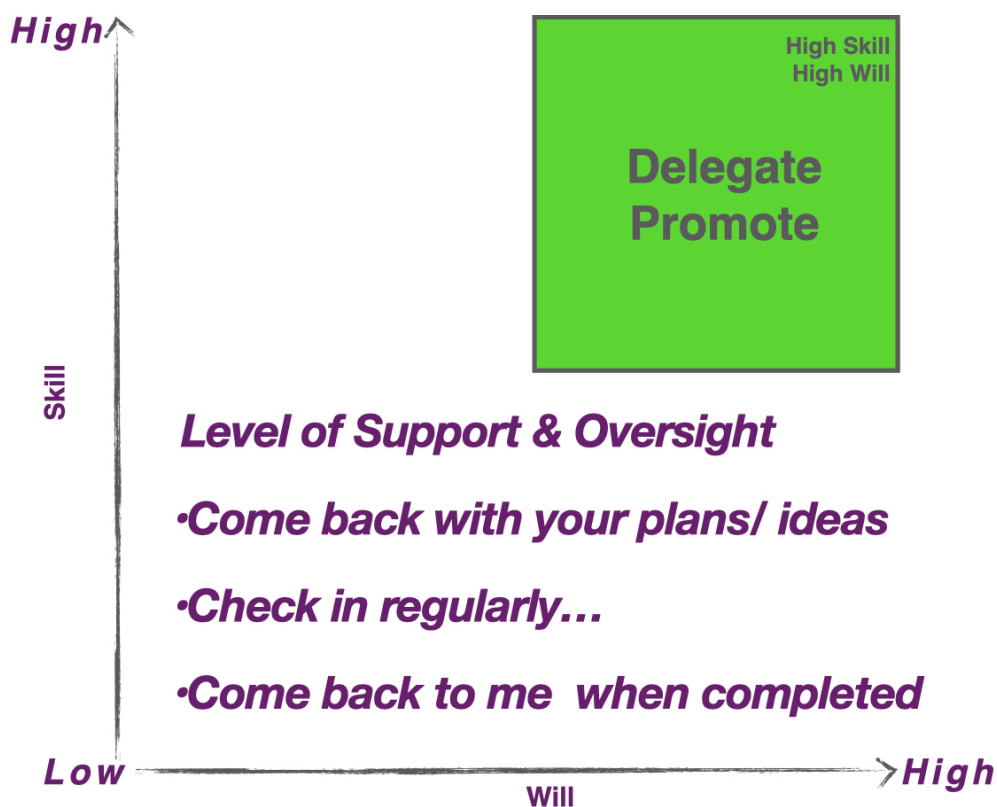 High
High Skill
High Will
Delegate
Promote
Skill
Level of Support & Oversight
•Come back with your plans/ ideas
•Check in regularly…
•Come back to me  when completed
Low
High
Will